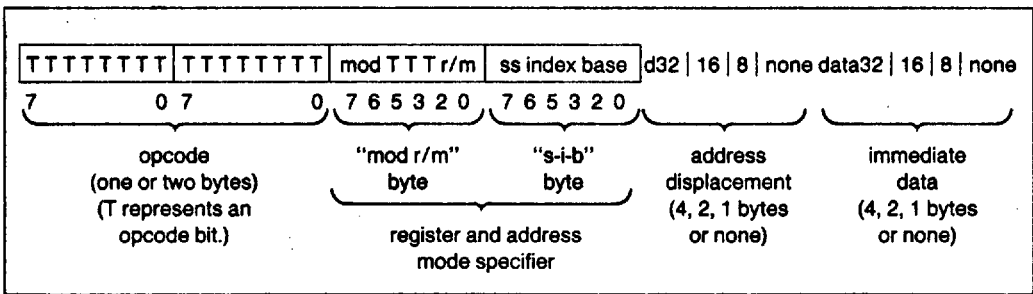 TTTTTTTT TTTTTTTT mod TTT r/m ss index base d32 | 16 | 8 | none data32 | 16 | 8 | none
7 0 7 0 7 6 5 3 2 0 7 6 5 3 2 0
opcode "mod r/m" "s-i-b" address immediate
(one or two bytes) byte byte displacement data
(T represents an (4, 2, 1 bytes (4, 2, 1 bytes
opcode bit.) register and address or none) or none)
mode specifier